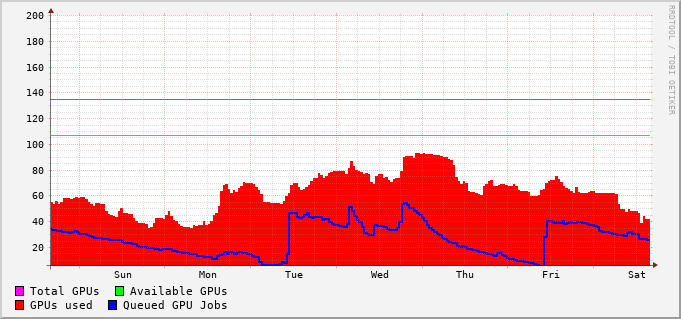 200
180
160
140
120
100
80
60
40
20
Sun Mon Tue Wed Thu Fri Sat
Total GPUs Available GPUs
GPUs used Queued GPU Jobs
RRDTOOL / TOBI OETIKER